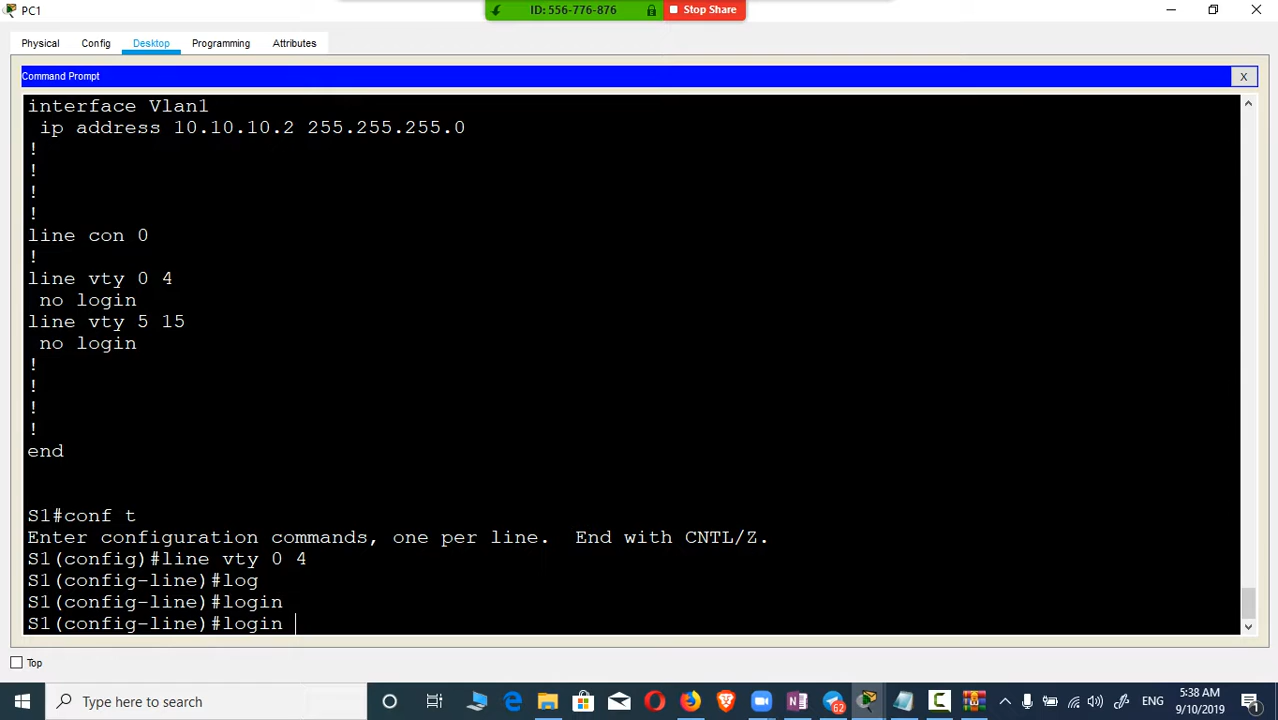 PC1
ID: 556-776-876
Stop Share
Physical
Config
Desktop
Programming
Attributes
Command Prompt
X
interface Vlan1
ip address 10.10.10.2 255.255.255.0
!
!
!
!
line con 0
!
line vty 0 4
no login
line vty 5 15
no login
!
!
!
!
end
S1#conf t
Enter configuration commands, one per line.  End with CNTL/Z.
S1(config)#line vty 0 4
S1(config-line)#log
S1(config-line)#login
S1(config-line)#login
Top
Type here to search
62
ENG
5:38 AM
9/10/2019
1